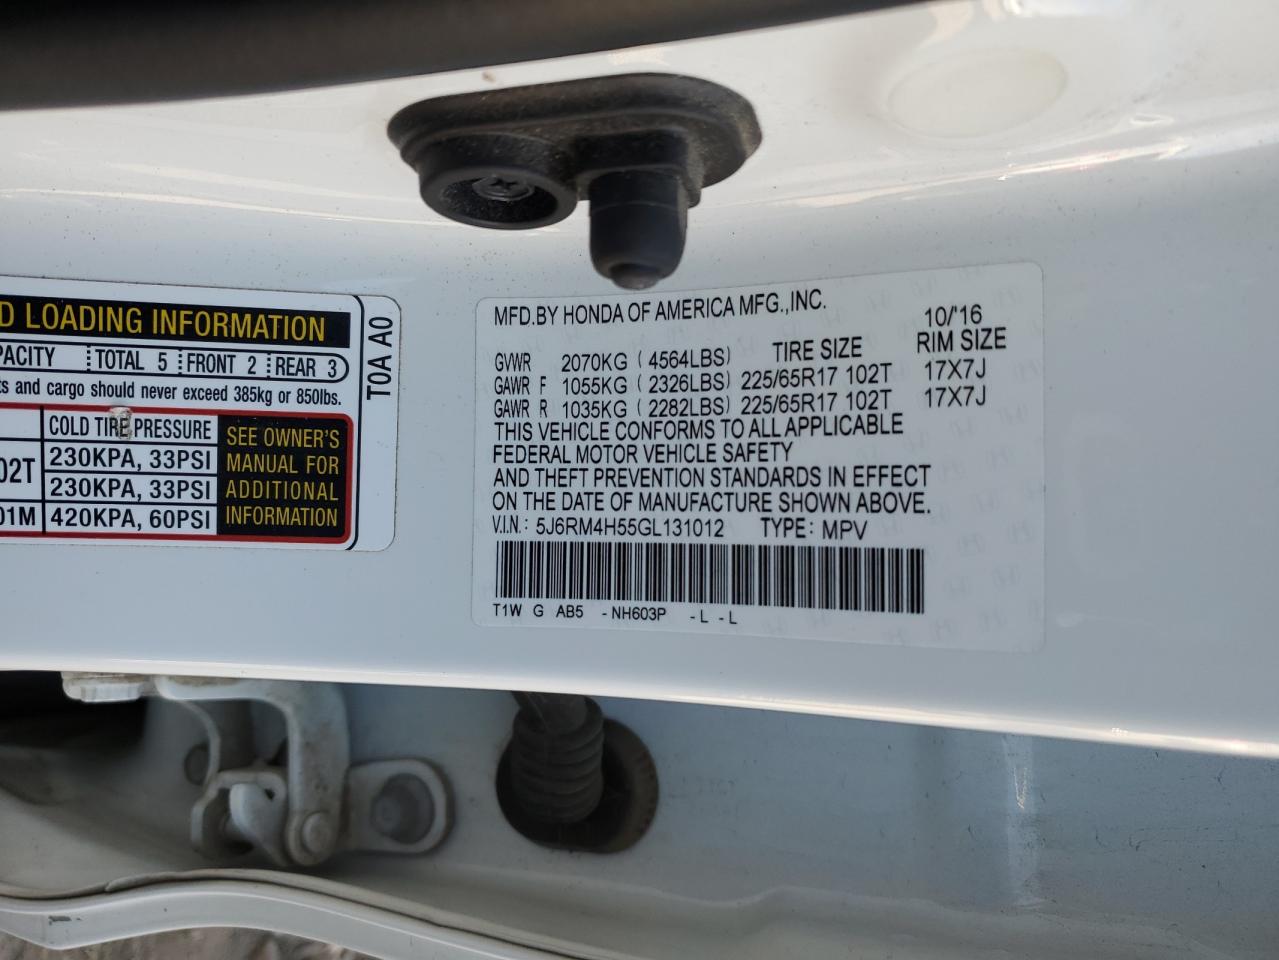 D LOADING INFORMATION
PACITY TOTAL 5 FRONT 2 REAR 3
ts and cargo should never exceed 385kg or 850lbs.
COLD TIRE PRESSURE
02T 230KPA, 33PSI
230KPA, 33PSI
01M 420KPA, 60PSI
SEE OWNER'S
MANUAL FOR
ADDITIONAL
INFORMATION
T0A A0
MFD.BY HONDA OF AMERICA MFG.,INC. 10/'16
GVWR 2070KG ( 4564LBS) TIRE SIZE RIM SIZE
GAWR F 1055KG ( 2326LBS) 225/65R17 102T 17X7J
GAWR R 1035KG ( 2282LBS) 225/65R17 102T 17X7J
THIS VEHICLE CONFORMS TO ALL APPLICABLE
FEDERAL MOTOR VEHICLE SAFETY
AND THEFT PREVENTION STANDARDS IN EFFECT
ON THE DATE OF MANUFACTURE SHOWN ABOVE.
V.I.N.: 5J6RM4H55GL131012 TYPE: MPV
T1W G AB5 - NH603P - L - L